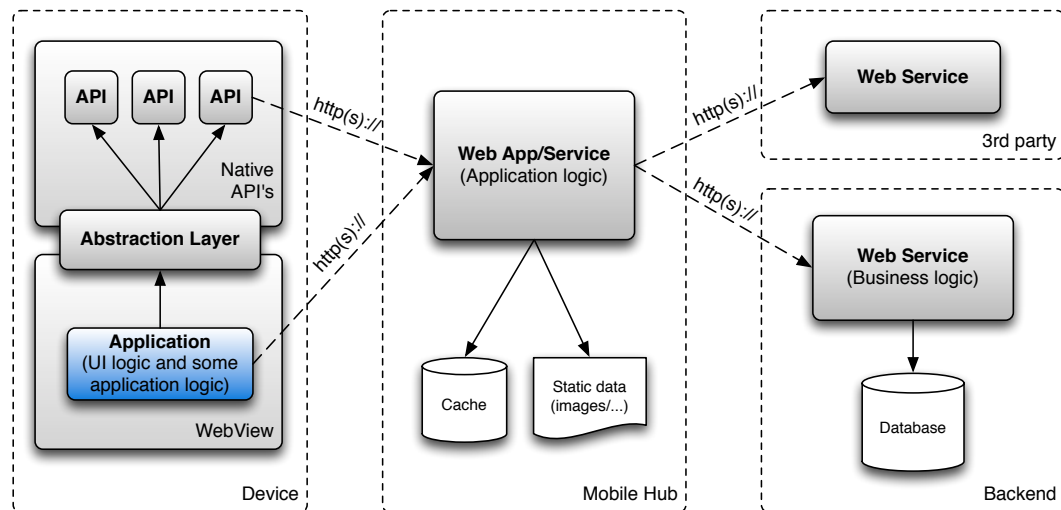 API
API
API
Native
API's
Abstraction Layer
Application
(UI logic and some
application logic)
WebView
Device
http(s)://
http(s)://
Web App/Service
(Application logic)
Cache
Static data
(images/...)
Mobile Hub
http(s)://
http(s)://
Web Service
3rd party
Web Service
(Business logic)
Database
Backend